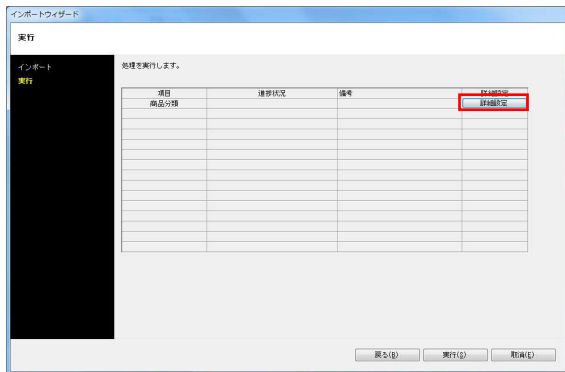 インポートウィザード
実行
インポート
実行
処理を実行します。
項目 進捗状況 備考 詳細設定
商品分類 詳細設定
戻る(B) 実行(S) 取消(E)